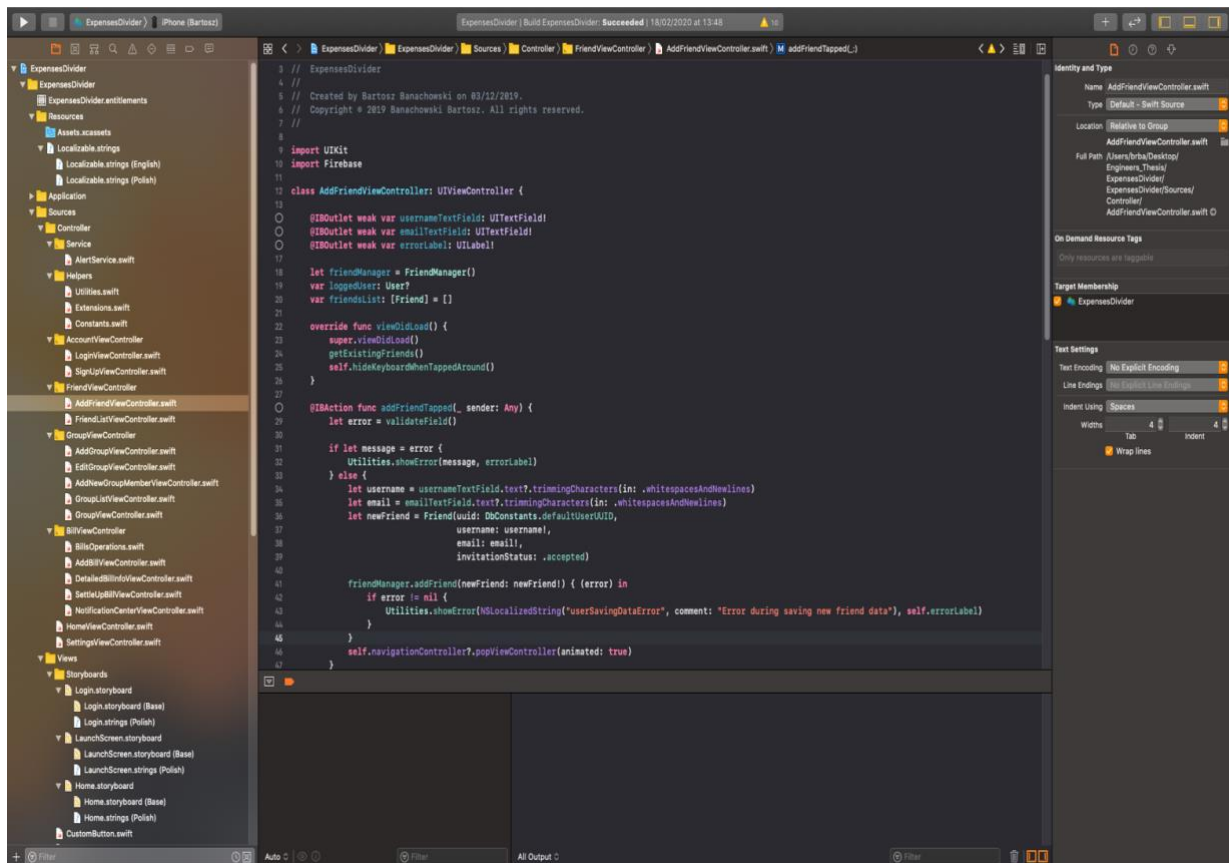 ExpensesDivider iPhone (Bartosz)
ExpensesDivider | Build ExpensesDivider: Succeeded | 18/02/2020 at 13:48
10
ExpensesDivider
ExpensesDivider
ExpensesDivider.entitlements
Resources
Assets.xcassets
Localizable.strings
Localizable.strings (English)
Localizable.strings (Polish)
Application
Sources
Controller
Service
AlertService.swift
Helpers
Utilities.swift
Extensions.swift
Constants.swift
AccountViewController
LoginViewController.swift
SignUpViewController.swift
FriendViewController
AddFriendViewController.swift
FriendListViewController.swift
GroupViewController
AddGroupViewController.swift
EditGroupViewController.swift
AddNewGroupMemberViewController.swift
GroupListViewController.swift
GroupViewController.swift
BillViewController
BillsOperations.swift
AddBillViewController.swift
DetailedBillInfoViewController.swift
SettleUpBillViewController.swift
NotificationCenterViewController.swift
HomeViewController.swift
SettingsViewController.swift
Views
Storyboards
Login.storyboard
Login.storyboard (Base)
Login.strings (Polish)
LaunchScreen.storyboard
LaunchScreen.storyboard (Base)
LaunchScreen.strings (Polish)
Home.storyboard
Home.storyboard (Base)
Home.strings (Polish)
CustomButton.swift
Filter
ExpensesDivider ExpensesDivider Sources Controller FriendViewController AddFriendViewController.swift M addFriendTapped(_:)
3 // ExpensesDivider
4 //
5 // Created by Bartosz Banachowski on 03/12/2019.
6 // Copyright © 2019 Banachowski Bartosz. All rights reserved.
7 //
8
9 import UIKit
10 import Firebase
11
12 class AddFriendViewController: UIViewController {
13
@IBOutlet weak var usernameTextField: UITextField!
@IBOutlet weak var emailTextField: UITextField!
@IBOutlet weak var errorLabel: UILabel!
17
18 let friendManager = FriendManager()
19 var loggedUser: User?
20 var friendsList: [Friend] = []
21
22 override func viewDidLoad() {
23 super.viewDidLoad()
24 getExistingFriends()
25 self.hideKeyboardWhenTappedAround()
26 }
27
@IBAction func addFriendTapped(_ sender: Any) {
29 let error = validateField()
30
31 if let message = error {
32 Utilities.showError(message, errorLabel)
33 } else {
34 let username = usernameTextField.text?.trimmingCharacters(in: .whitespacesAndNewlines)
35 let email = emailTextField.text?.trimmingCharacters(in: .whitespacesAndNewlines)
36 let newFriend = Friend(uuid: DbConstants.defaultUserUUID,
37 username: username!,
38 email: email!,
39 invitationStatus: .accepted)
40
41 friendManager.addFriend(newFriend: newFriend!) { (error) in
42 if error != nil {
43 Utilities.showError(NSLocalizedString("userSavingDataError", comment: "Error during saving new friend data"), self.errorLabel)
44 }
45 }
46 self.navigationController?.popViewController(animated: true)
47 }
Auto
Filter
All Output
Filter
Identity and Type
Name AddFriendViewController.swift
Type Default - Swift Source
Location Relative to Group
AddFriendViewController.swift
Full Path /Users/brba/Desktop/
Engineers_Thesis/
ExpensesDivider/
ExpensesDivider/Sources/
Controller/
AddFriendViewController.swift
On Demand Resource Tags
Only resources are taggable
Target Membership
ExpensesDivider
Text Settings
Text Encoding No Explicit Encoding
Line Endings No Explicit Line Endings
Indent Using Spaces
Widths 4 4
Tab Indent
Wrap lines